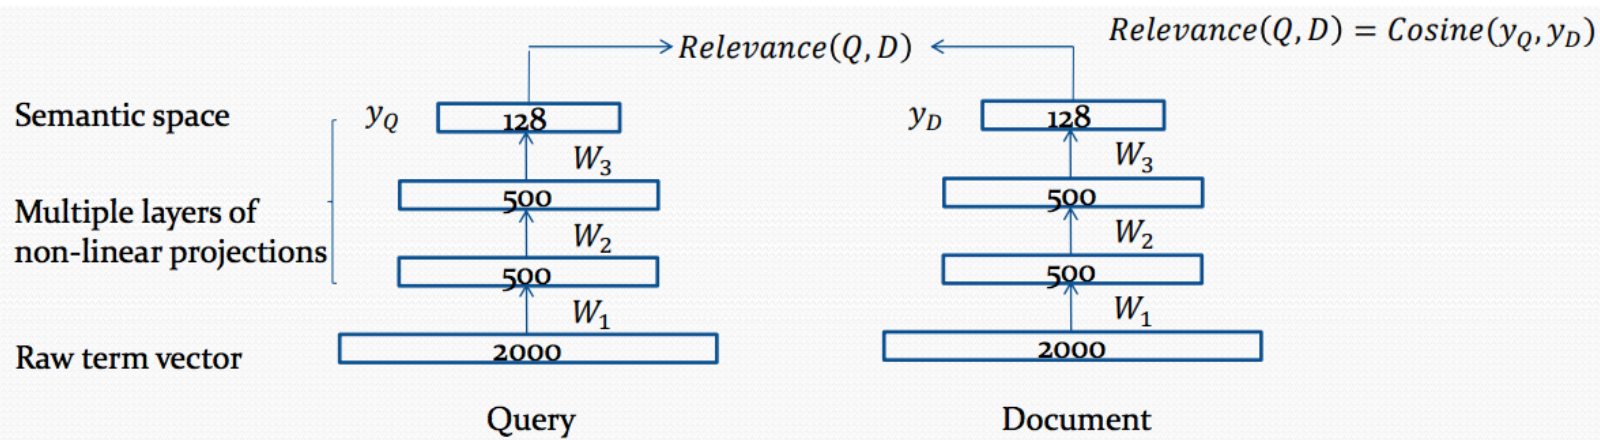 Relevance(Q, D) = Cosine(y_Q, y_D)
Relevance(Q, D)
Semantic space
y_Q
128
y_D
128
W_3
W_3
500
500
Multiple layers of
non-linear projections
W_2
W_2
500
500
W_1
W_1
Raw term vector
2000
2000
Query
Document